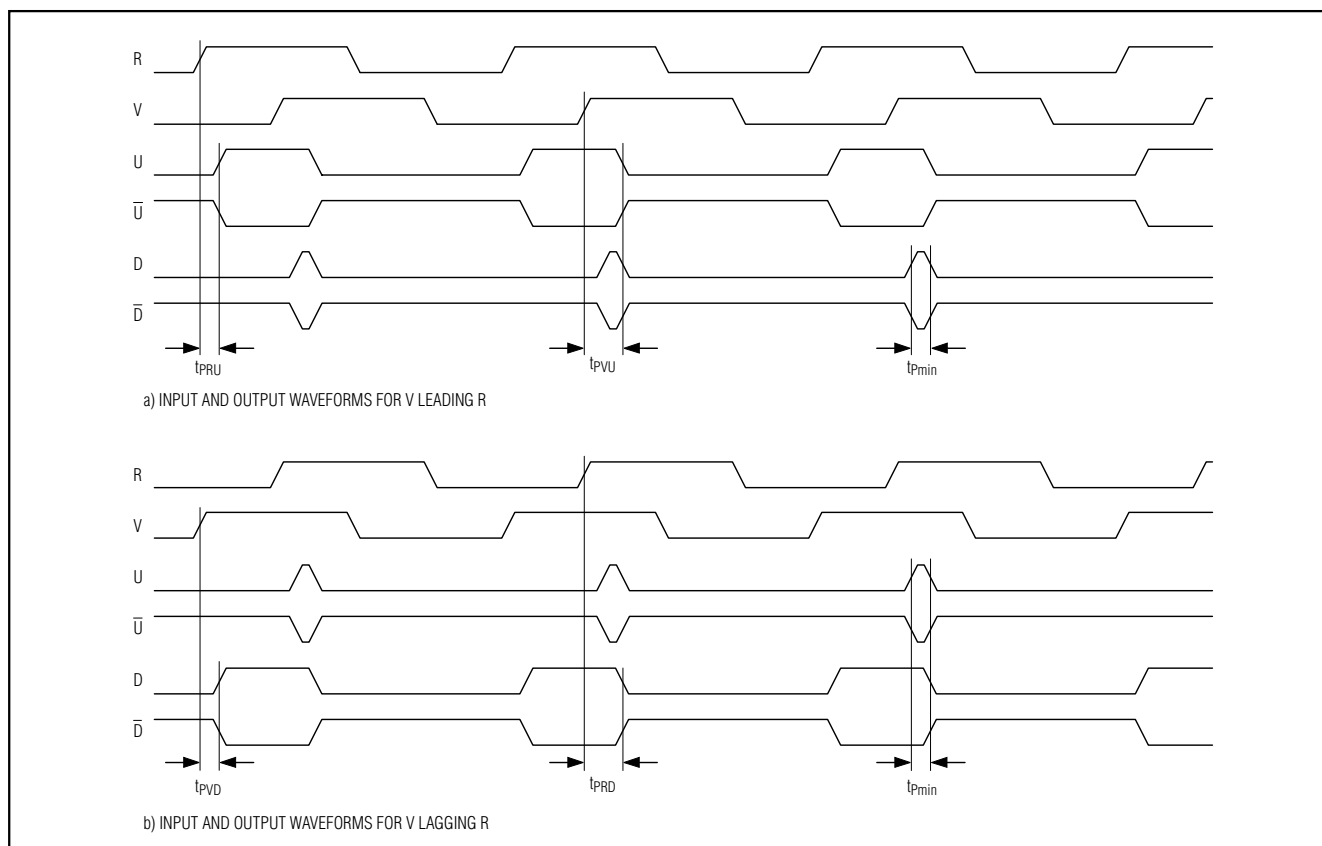 R
V
U
U̅
D
D̅
tPRU
tPVU
tPmin
a) INPUT AND OUTPUT WAVEFORMS FOR V LEADING R
R
V
U
U̅
D
D̅
tPVD
tPRD
tPmin
b) INPUT AND OUTPUT WAVEFORMS FOR V LAGGING R